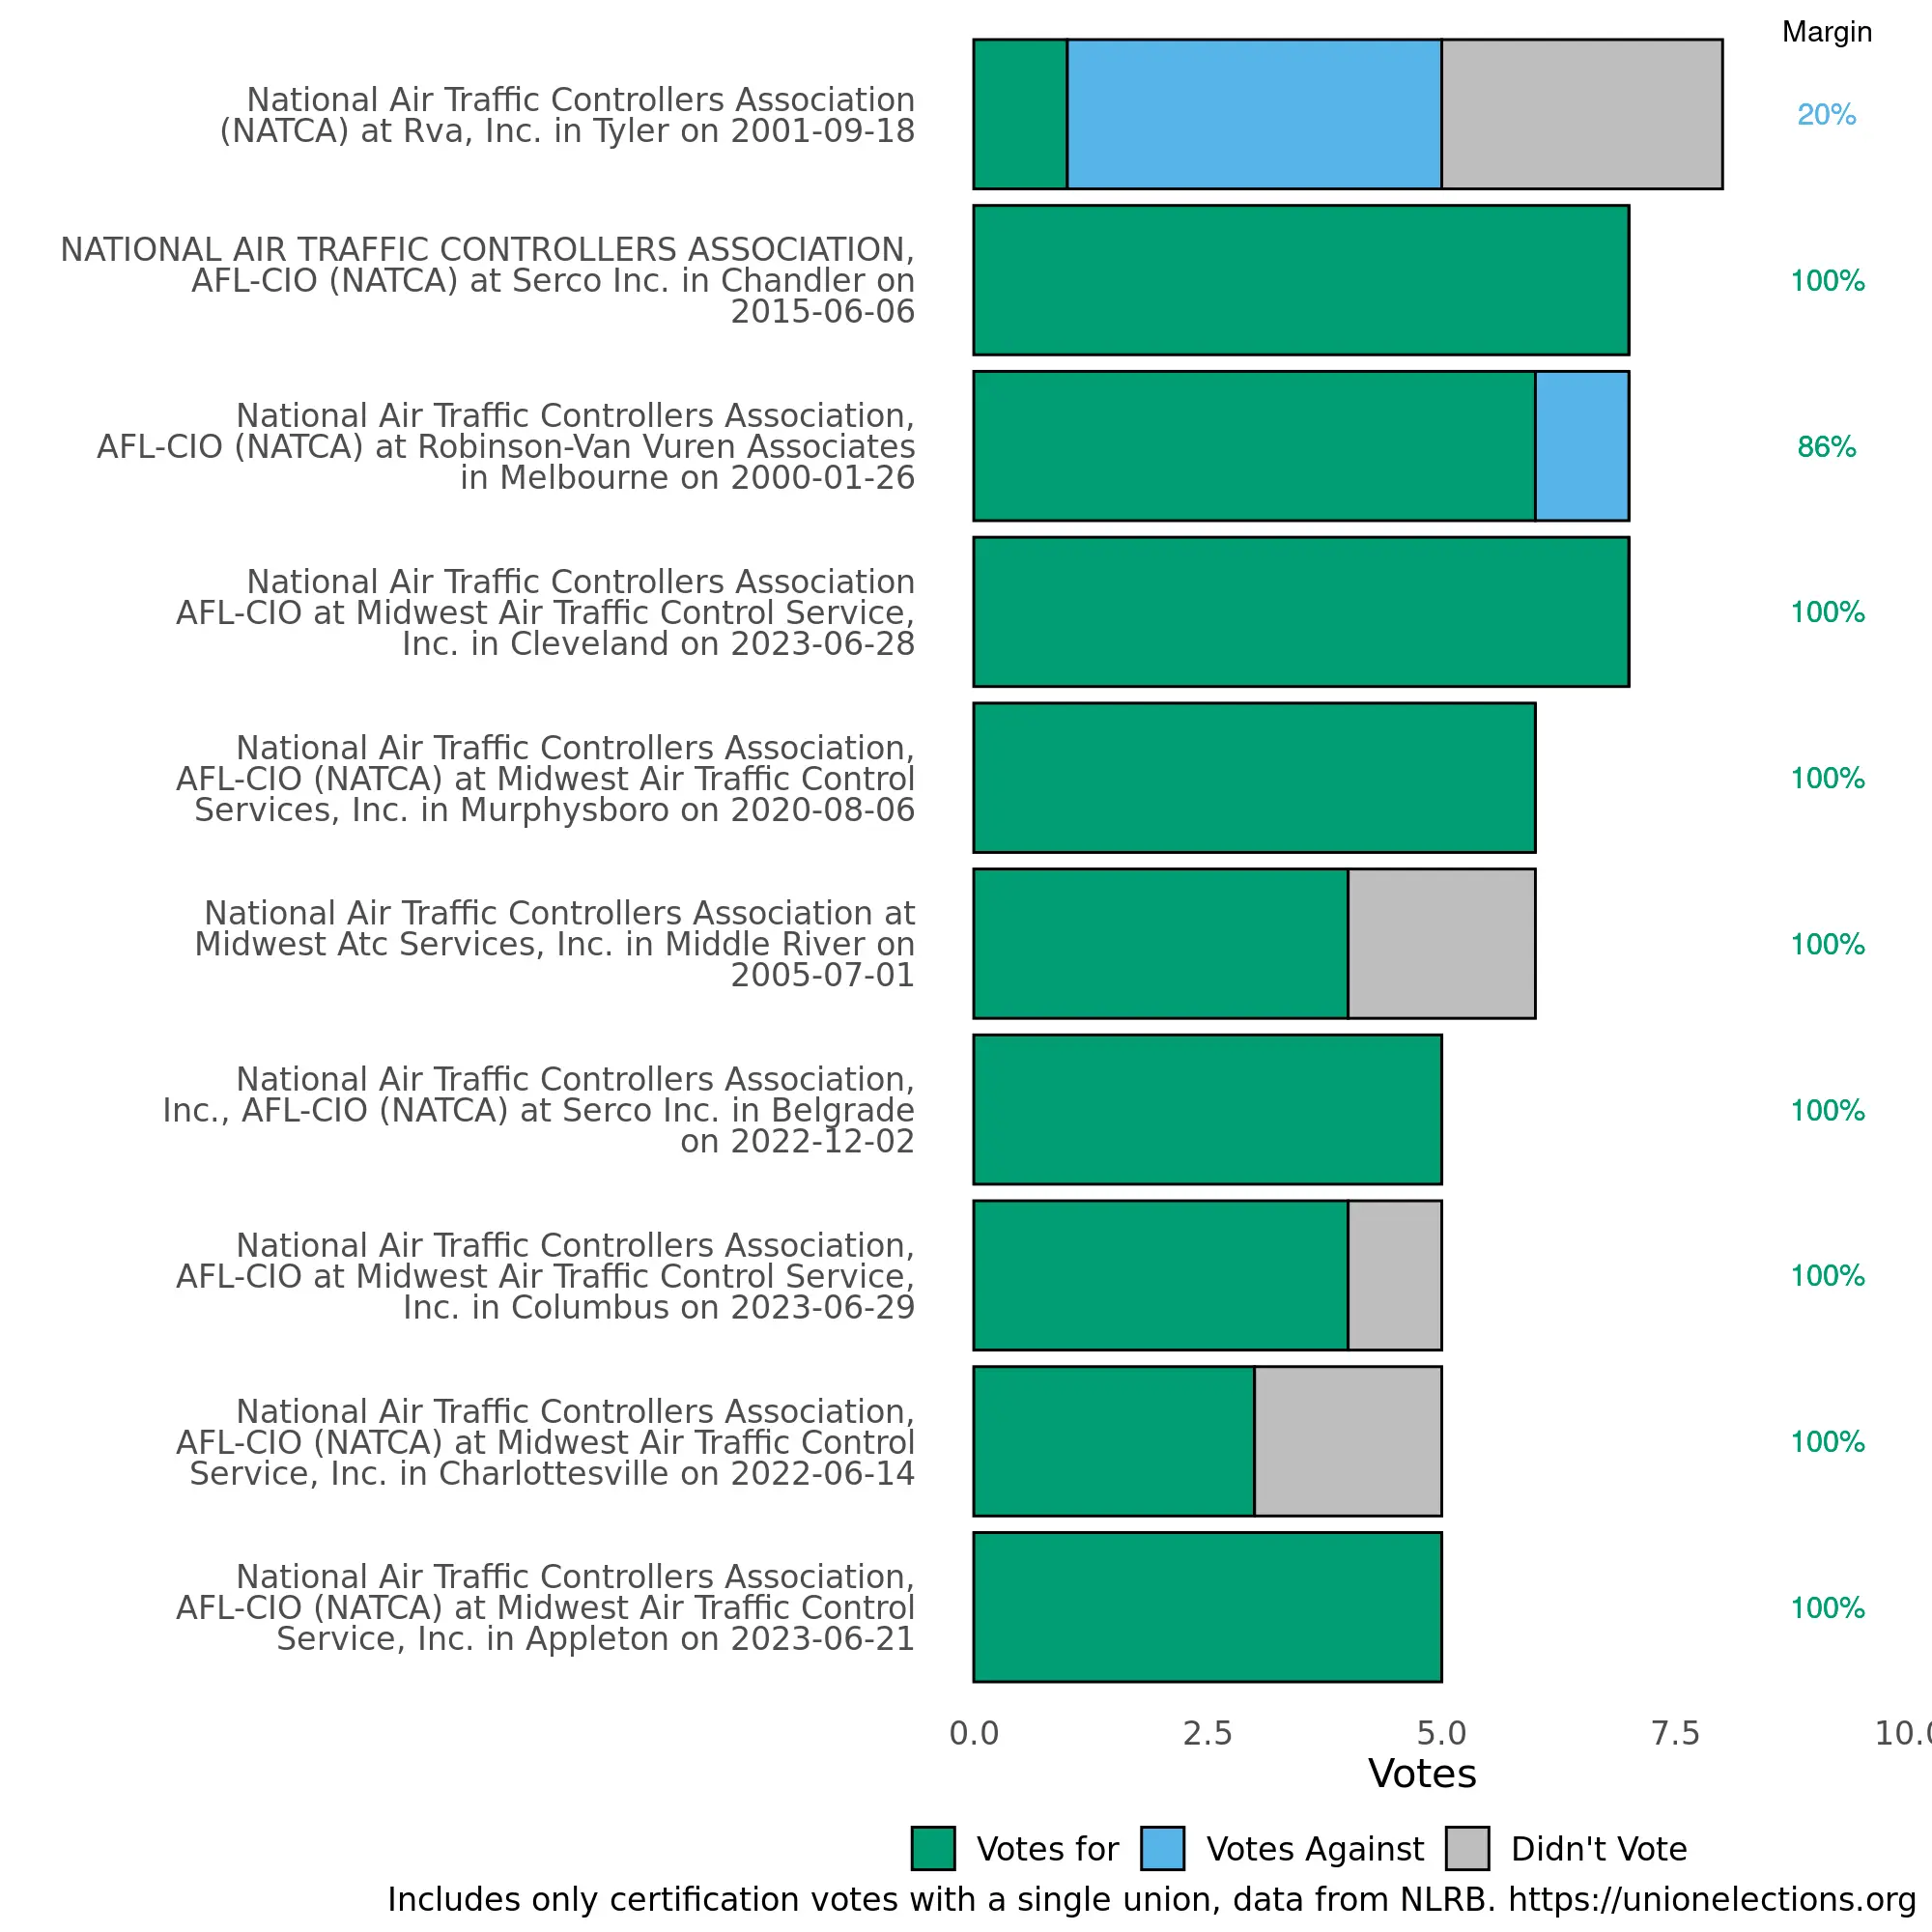 Margin
National Air Traffic Controllers Association
(NATCA) at Rva, Inc. in Tyler on 2001-09-18
20%
NATIONAL AIR TRAFFIC CONTROLLERS ASSOCIATION,
AFL-CIO (NATCA) at Serco Inc. in Chandler on
2015-06-06
100%
National Air Traffic Controllers Association,
AFL-CIO (NATCA) at Robinson-Van Vuren Associates
in Melbourne on 2000-01-26
86%
National Air Traffic Controllers Association
AFL-CIO at Midwest Air Traffic Control Service,
Inc. in Cleveland on 2023-06-28
100%
National Air Traffic Controllers Association,
AFL-CIO (NATCA) at Midwest Air Traffic Control
Services, Inc. in Murphysboro on 2020-08-06
100%
National Air Traffic Controllers Association at
Midwest Atc Services, Inc. in Middle River on
2005-07-01
100%
National Air Traffic Controllers Association,
Inc., AFL-CIO (NATCA) at Serco Inc. in Belgrade
on 2022-12-02
100%
National Air Traffic Controllers Association,
AFL-CIO at Midwest Air Traffic Control Service,
Inc. in Columbus on 2023-06-29
100%
National Air Traffic Controllers Association,
AFL-CIO (NATCA) at Midwest Air Traffic Control
Service, Inc. in Charlottesville on 2022-06-14
100%
National Air Traffic Controllers Association,
AFL-CIO (NATCA) at Midwest Air Traffic Control
Service, Inc. in Appleton on 2023-06-21
100%
0.0 2.5 5.0 7.5 10.0
Votes
Votes for Votes Against Didn't Vote
Includes only certification votes with a single union, data from NLRB. https://unionelections.org